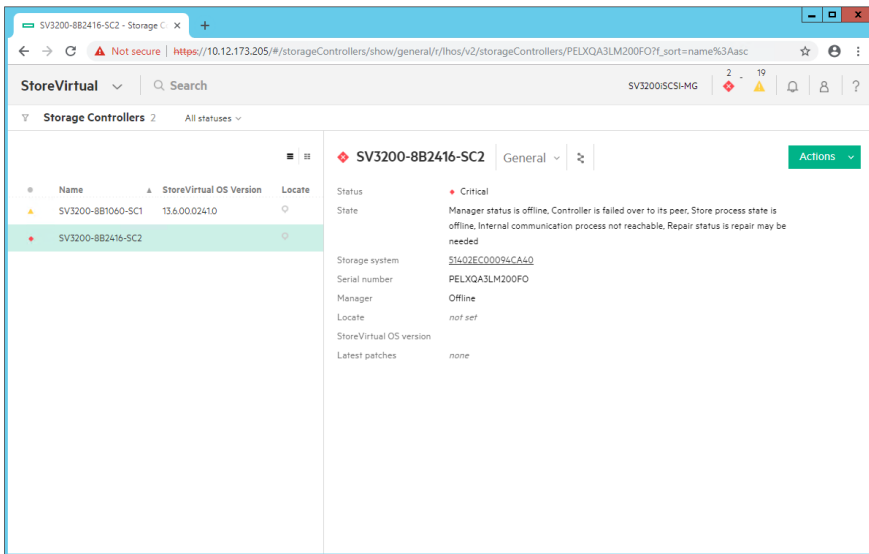 SV3200-8B2416-SC2 - Storage C
Not secure | https://10.12.173.205/#/storageControllers/show/general/r/lhos/v2/storageControllers/PELXQA3LM200FO?f_sort=name%3Aasc
StoreVirtual
Search
SV3200iSCSI-MG
2
19
?
Storage Controllers 2
All statuses
Name
StoreVirtual OS Version
Locate
SV3200-8B1060-SC1
13.6.00.0241.0
SV3200-8B2416-SC2
SV3200-8B2416-SC2
General
Actions
Status
Critical
State
Manager status is offline, Controller is failed over to its peer, Store process state is
offline, Internal communication process not reachable, Repair status is repair may be
needed
Storage system
51402EC00094CA40
Serial number
PELXQA3LM200FO
Manager
Offline
Locate
not set
StoreVirtual OS version
Latest patches
none